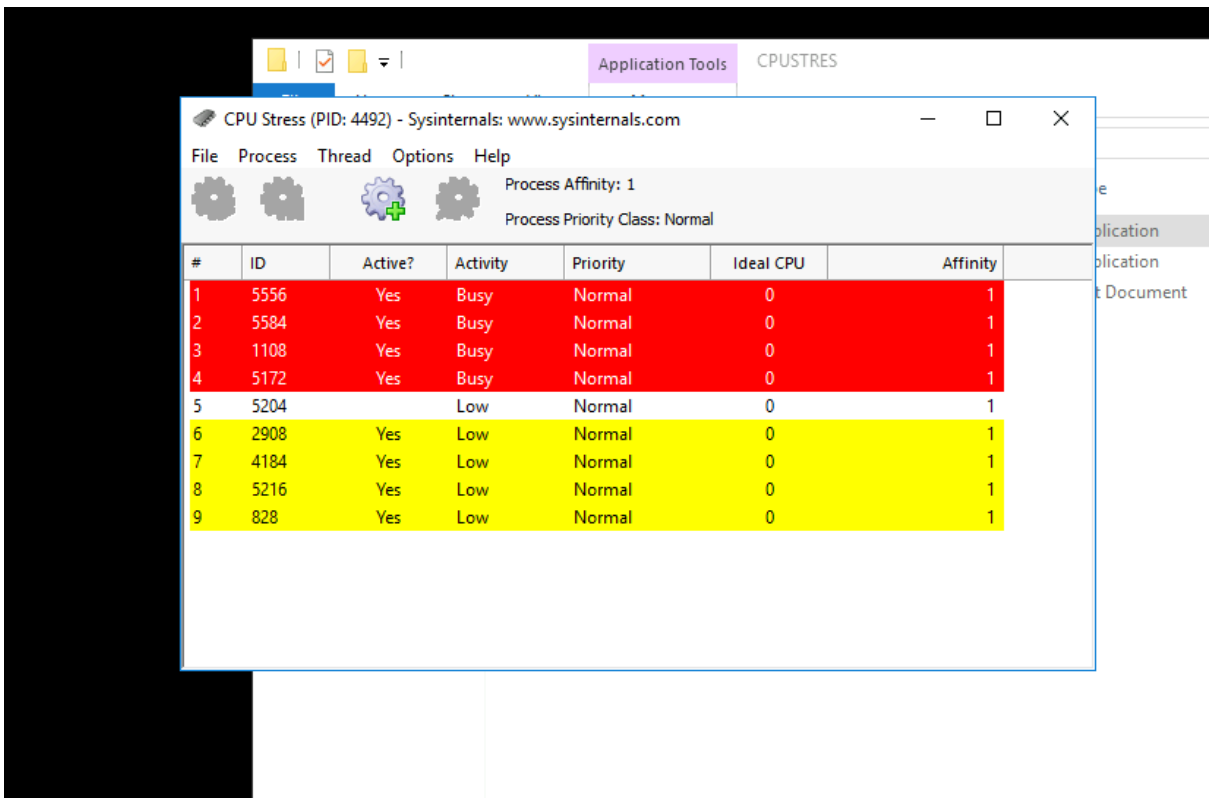 Application Tools CPUSTRES
CPU Stress (PID: 4492) - Sysinternals: www.sysinternals.com
File Process Thread Options Help
Process Affinity: 1
Process Priority Class: Normal
# ID Active? Activity Priority Ideal CPU Affinity
1 5556 Yes Busy Normal 0 1
2 5584 Yes Busy Normal 0 1
3 1108 Yes Busy Normal 0 1
4 5172 Yes Busy Normal 0 1
5 5204 Low Normal 0 1
6 2908 Yes Low Normal 0 1
7 4184 Yes Low Normal 0 1
8 5216 Yes Low Normal 0 1
9 828 Yes Low Normal 0 1
plication
plication
t Document